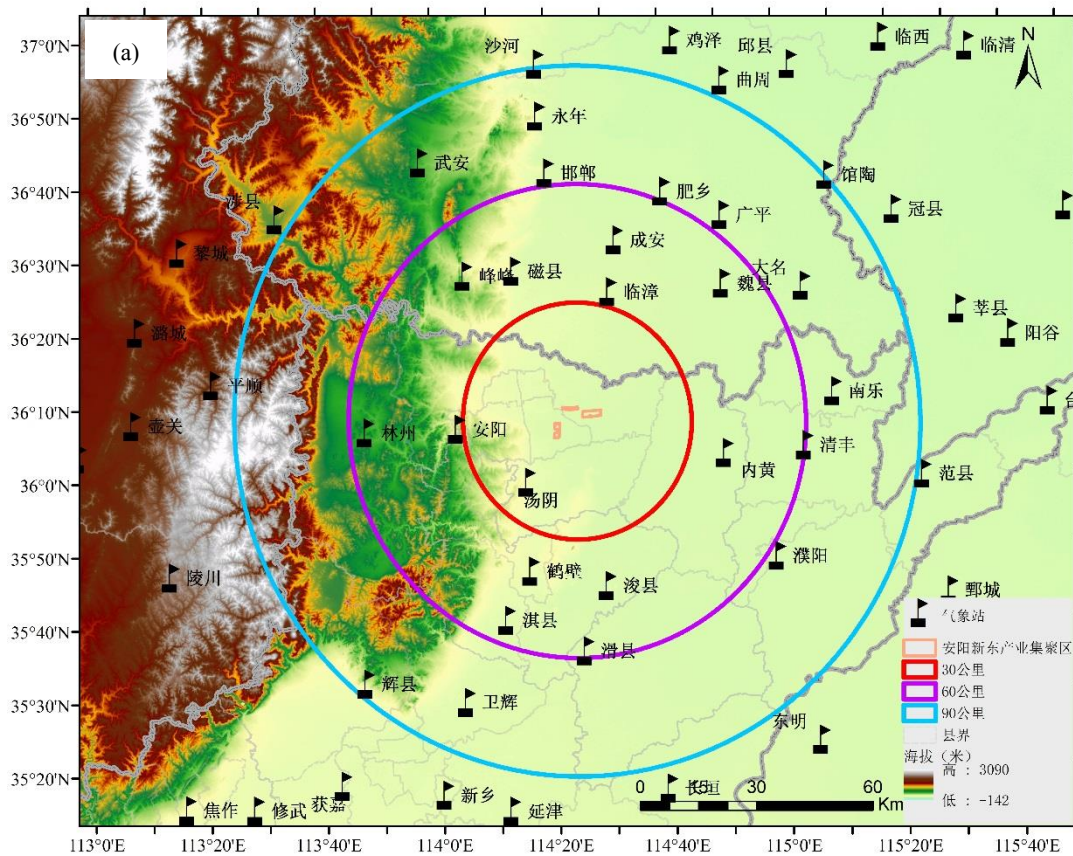 (a)
37°0'N
36°50'N
36°40'N
36°30'N
36°20'N
36°10'N
36°0'N
35°50'N
35°40'N
35°30'N
35°20'N
沙河
鸡泽
邱县
临西
临清
N
曲周
永年
武安
邯郸
肥乡
馆陶
涉县
广平
冠县
黎城
成安
峰峰
磁县
临漳
大名
魏县
莘县
潞城
阳谷
平顺
南乐
台
壶关
林州
安阳
清丰
内黄
范县
汤阴
陵川
鹤壁
浚县
濮阳
鄄城
淇县
滑县
辉县
卫辉
东明
获嘉
新乡
长垣
焦作
修武
延津
气象站
安阳新东产业集聚区
30公里
60公里
90公里
县界
海拔（米）
高 : 3090
低 : -142
0 15 30 60
Km
113°0'E
113°20'E
113°40'E
114°0'E
114°20'E
114°40'E
115°0'E
115°20'E
115°40'E